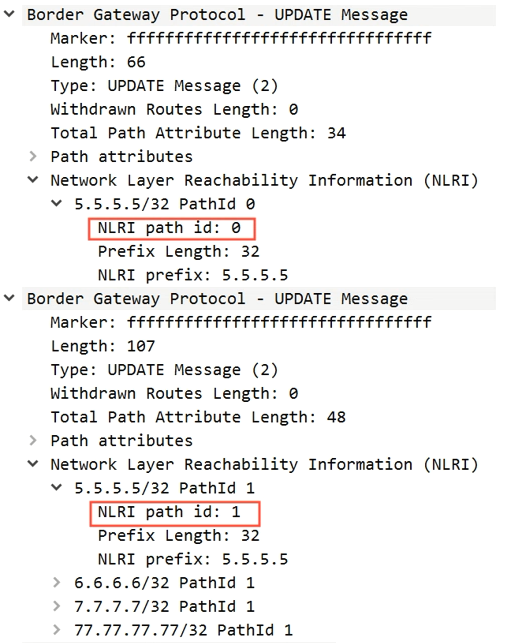 Border Gateway Protocol - UPDATE Message
Marker: ffffffffffffffffffffffffffffffff
Length: 66
Type: UPDATE Message (2)
Withdrawn Routes Length: 0
Total Path Attribute Length: 34
Path attributes
Network Layer Reachability Information (NLRI)
5.5.5.5/32 PathId 0
NLRI path id: 0
Prefix Length: 32
NLRI prefix: 5.5.5.5
Border Gateway Protocol - UPDATE Message
Marker: ffffffffffffffffffffffffffffffff
Length: 107
Type: UPDATE Message (2)
Withdrawn Routes Length: 0
Total Path Attribute Length: 48
Path attributes
Network Layer Reachability Information (NLRI)
5.5.5.5/32 PathId 1
NLRI path id: 1
Prefix Length: 32
NLRI prefix: 5.5.5.5
6.6.6.6/32 PathId 1
7.7.7.7/32 PathId 1
77.77.77.77/32 PathId 1